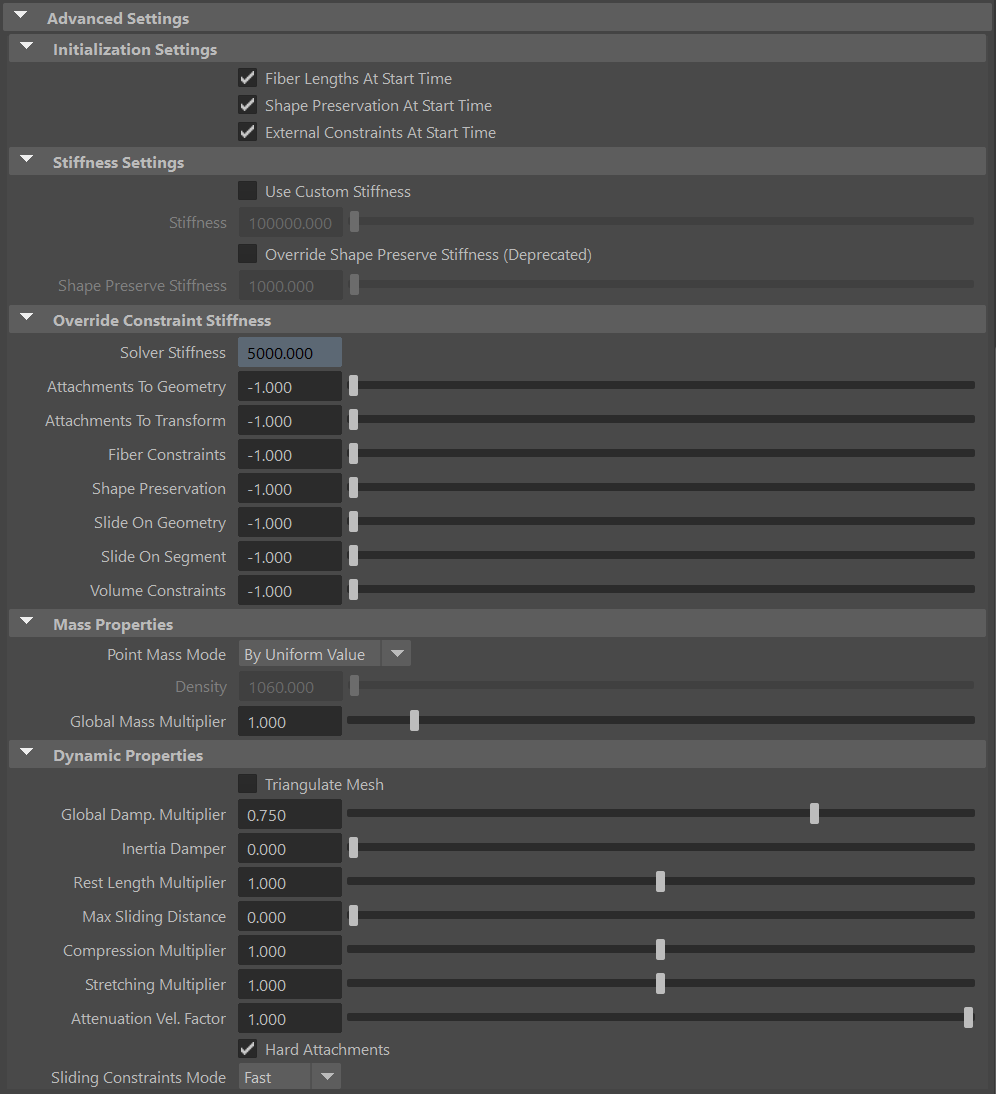 Advanced Settings
Initialization Settings
Fiber Lengths At Start Time
Shape Preservation At Start Time
External Constraints At Start Time
Stiffness Settings
Use Custom Stiffness
Stiffness 100000.000
Override Shape Preserve Stiffness (Deprecated)
Shape Preserve Stiffness 1000.000
Override Constraint Stiffness
Solver Stiffness 5000.000
Attachments To Geometry -1.000
Attachments To Transform -1.000
Fiber Constraints -1.000
Shape Preservation -1.000
Slide On Geometry -1.000
Slide On Segment -1.000
Volume Constraints -1.000
Mass Properties
Point Mass Mode By Uniform Value
Density 1060.000
Global Mass Multiplier 1.000
Dynamic Properties
Triangulate Mesh
Global Damp. Multiplier 0.750
Inertia Damper 0.000
Rest Length Multiplier 1.000
Max Sliding Distance 0.000
Compression Multiplier 1.000
Stretching Multiplier 1.000
Attenuation Vel. Factor 1.000
Hard Attachments
Sliding Constraints Mode Fast